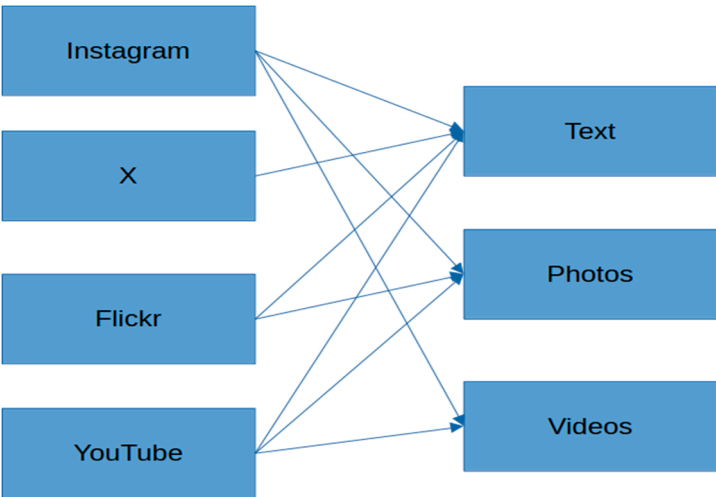 Instagram
X
Flickr
YouTube
Text
Photos
Videos